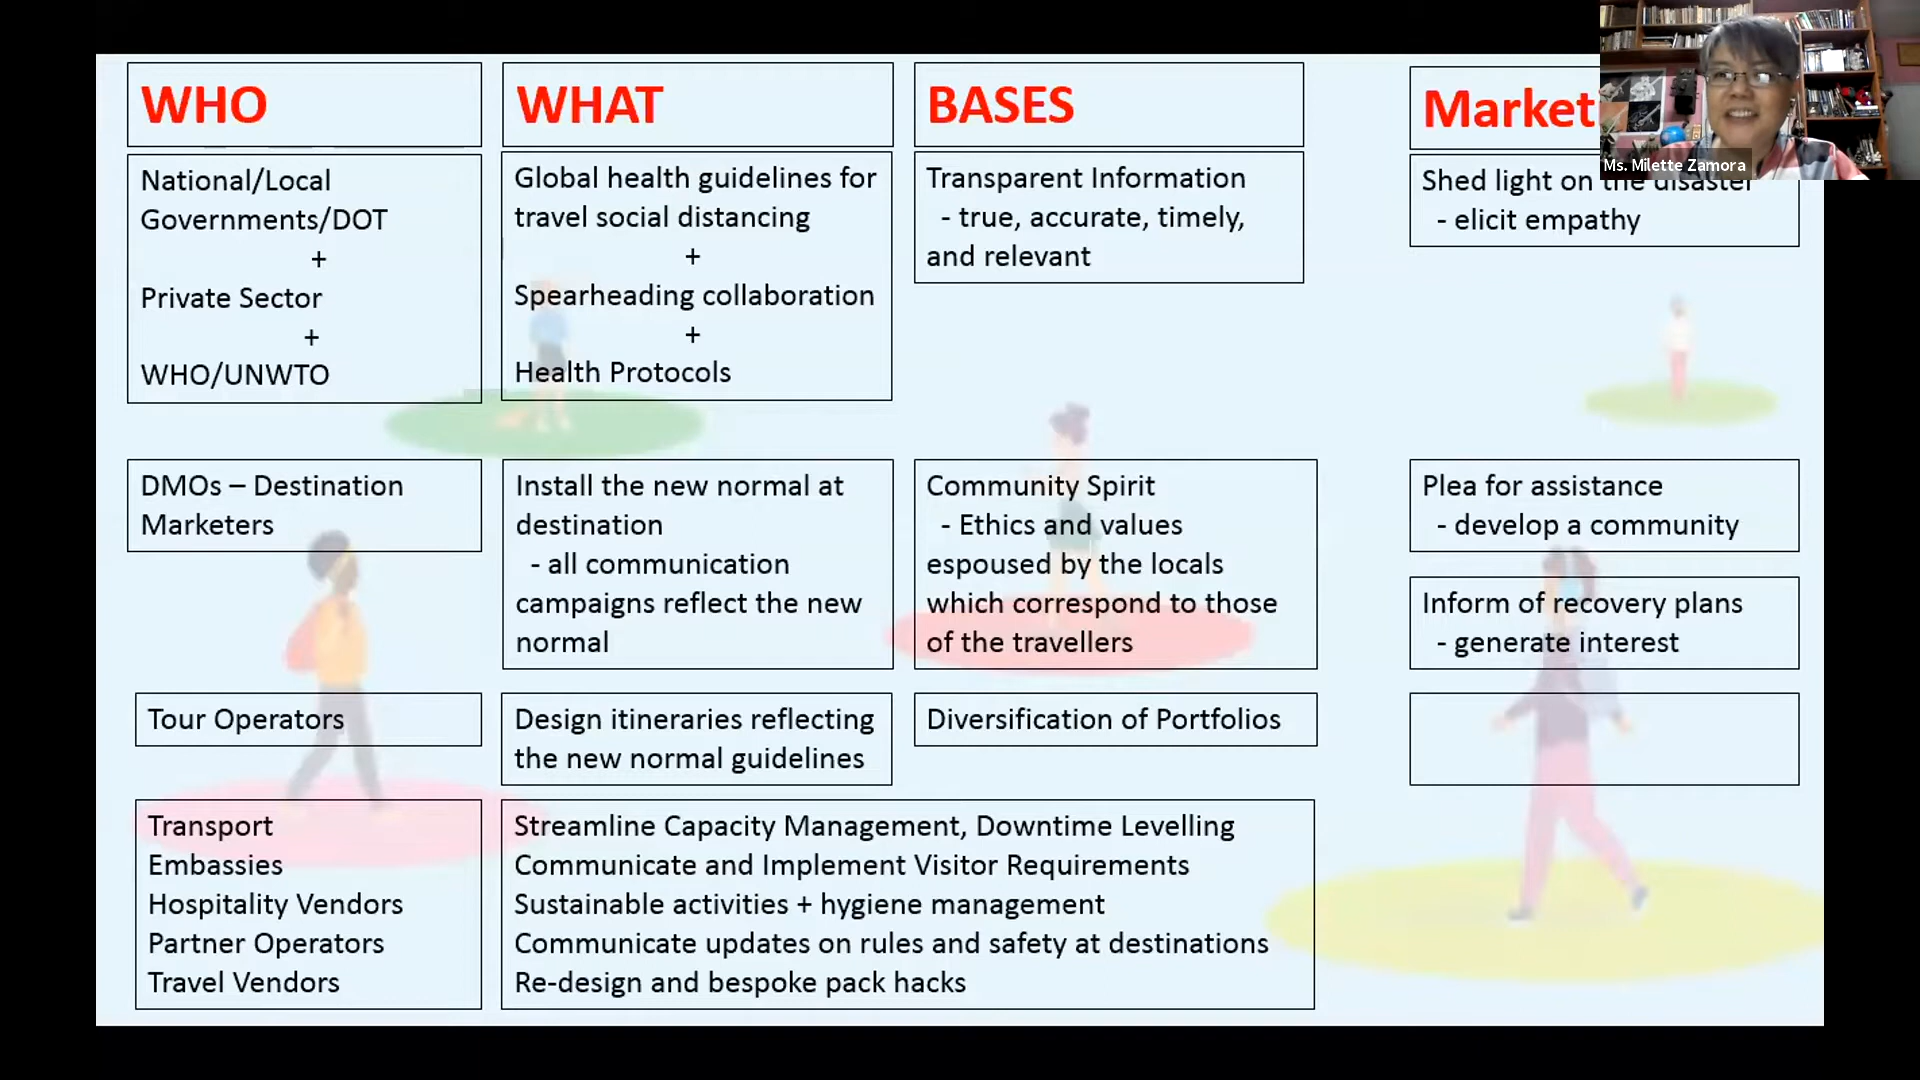 WHO
WHAT
BASES
Market
Ms. Milette Zamora
National/Local
Governments/DOT
+
Private Sector
+
WHO/UNWTO
Global health guidelines for
travel social distancing
+
Spearheading collaboration
+
Health Protocols
Transparent Information
- true, accurate, timely,
and relevant
Shed light on the disaster
- elicit empathy
DMOs – Destination
Marketers
Install the new normal at
destination
- all communication
campaigns reflect the new
normal
Community Spirit
- Ethics and values
espoused by the locals
which correspond to those
of the travellers
Plea for assistance
- develop a community
Inform of recovery plans
- generate interest
Tour Operators
Design itineraries reflecting
the new normal guidelines
Diversification of Portfolios
Transport
Embassies
Hospitality Vendors
Partner Operators
Travel Vendors
Streamline Capacity Management, Downtime Levelling
Communicate and Implement Visitor Requirements
Sustainable activities + hygiene management
Communicate updates on rules and safety at destinations
Re-design and bespoke pack hacks